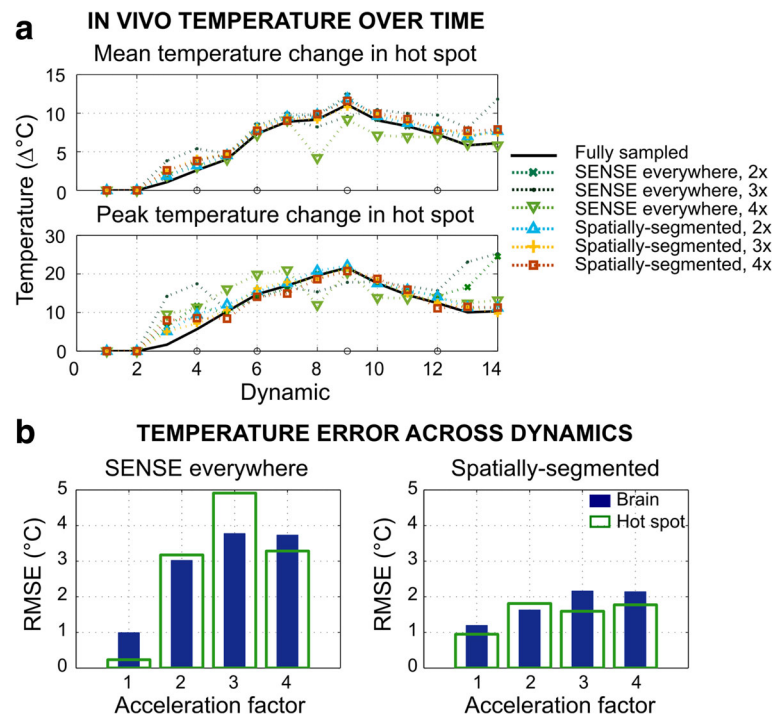 a
IN VIVO TEMPERATURE OVER TIME
Mean temperature change in hot spot
15
10
5
0
Peak temperature change in hot spot
30
20
10
0
Temperature (Δ°C)
0 2 4 6 8 10 12 14
Dynamic
Fully sampled
SENSE everywhere, 2x
SENSE everywhere, 3x
SENSE everywhere, 4x
Spatially-segmented, 2x
Spatially-segmented, 3x
Spatially-segmented, 4x
b
TEMPERATURE ERROR ACROSS DYNAMICS
SENSE everywhere
5
4
3
2
1
0
RMSE (°C)
1 2 3 4
Acceleration factor
Spatially-segmented
5
4
3
2
1
0
RMSE (°C)
Brain
Hot spot
1 2 3 4
Acceleration factor